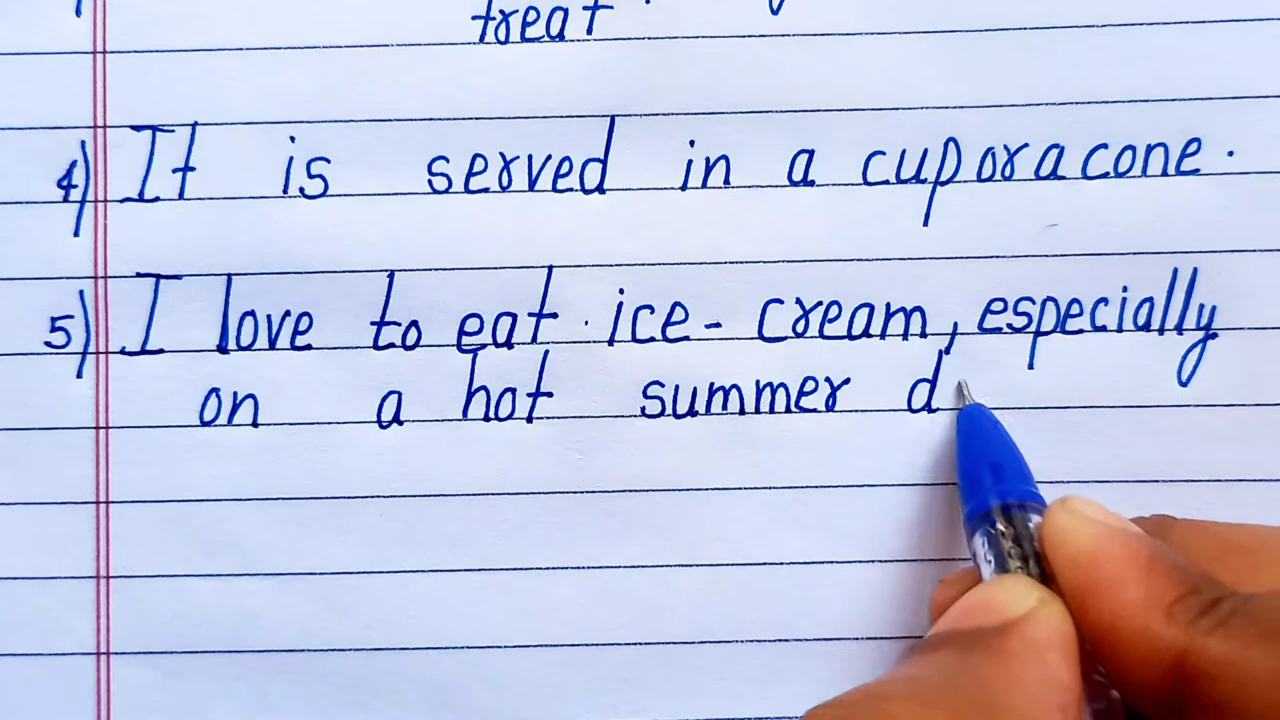 treat
4) It is served in a cuporacone.
5) I love to eat ice-cream, especially
on a hot summer d